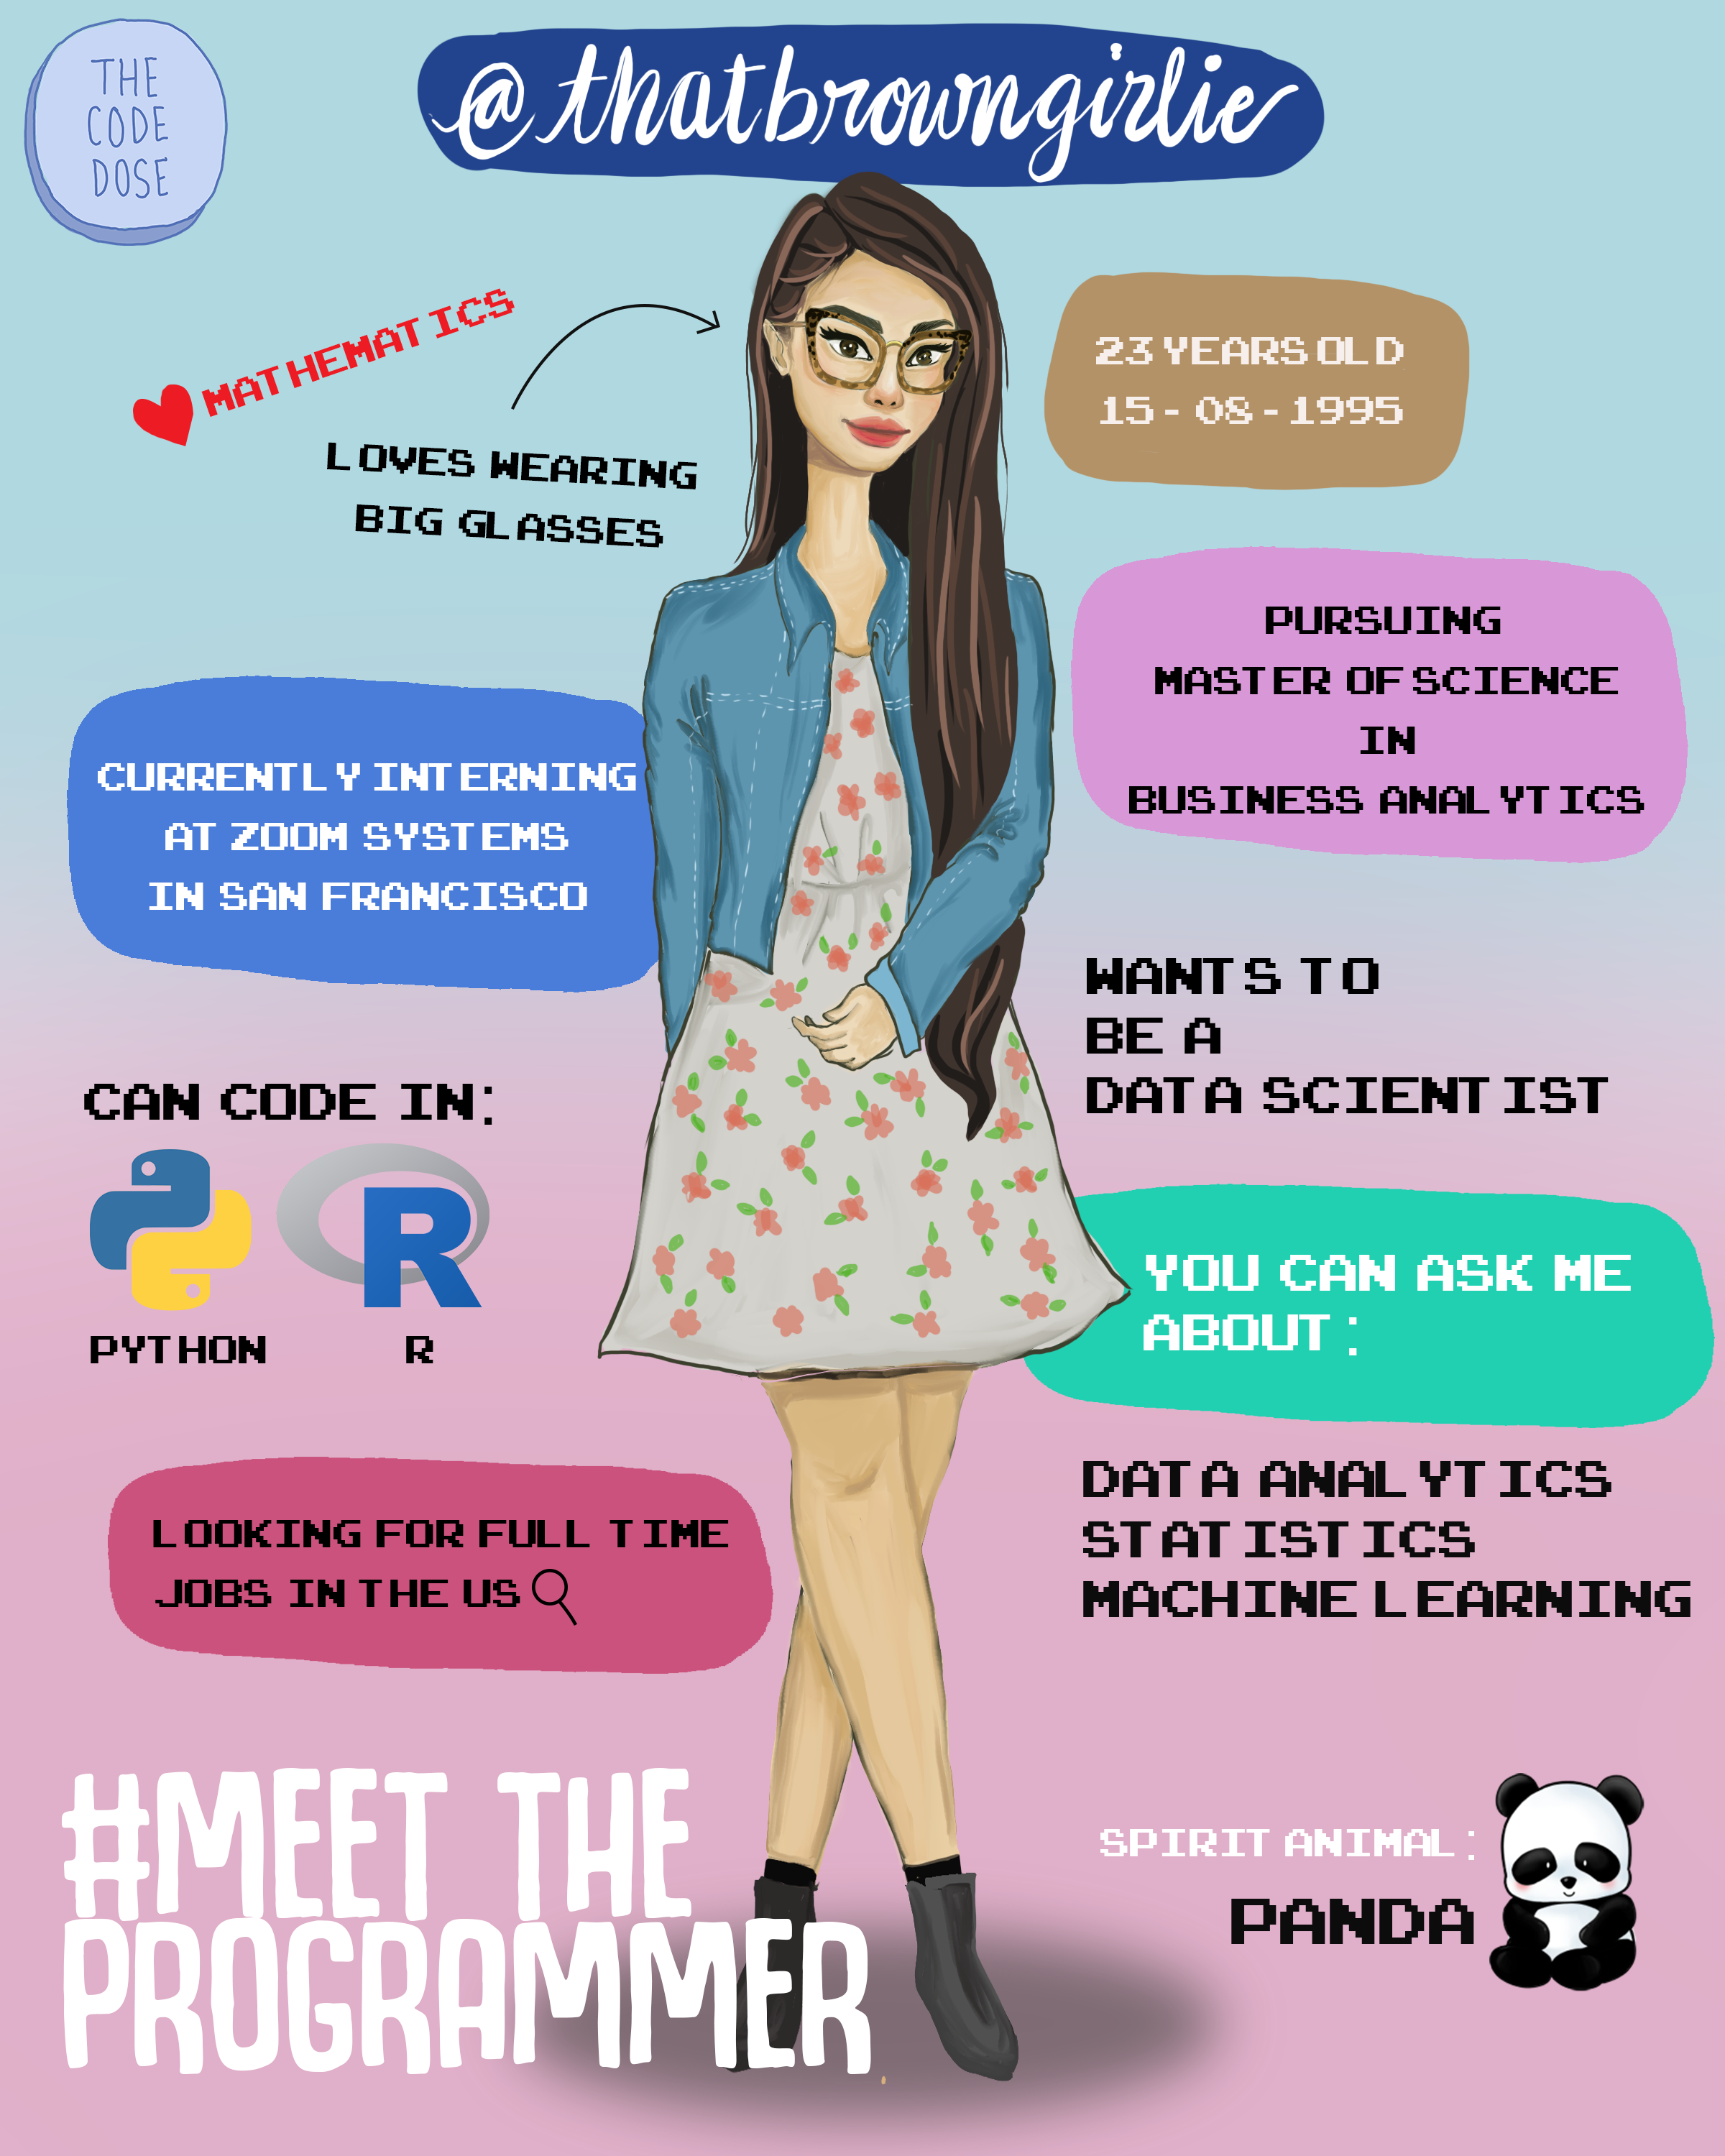 THE
CODE
DOSE
@thatbrowngirlie
MATHEMATICS
LOVES WEARING
BIG GLASSES
23 YEARS OLD
15-08-1995
PURSUING
MASTER OF SCIENCE
IN
BUSINESS ANALYTICS
CURRENTLY INTERNING
AT ZOOM SYSTEMS
IN SAN FRANCISCO
WANTS TO
BE A
DATA SCIENTIST
CAN CODE IN:
R
PYTHON
R
YOU CAN ASK ME
ABOUT:
DATA ANALYTICS
STATISTICS
MACHINE LEARNING
LOOKING FOR FULL TIME
JOBS IN THE US
#MEET THE
PROGRAMMER
SPIRIT ANIMAL:
PANDA